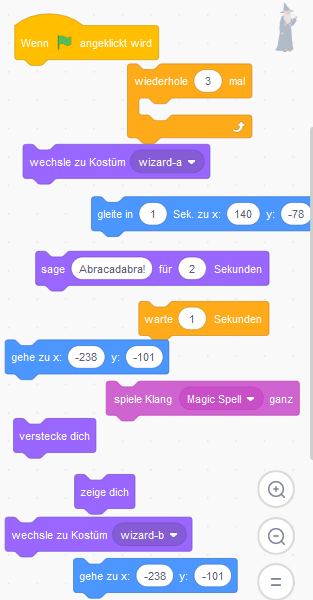 Wenn angeklickt wird
wiederhole 3 mal
wechsle zu Kostüm wizard-a
gleite in 1 Sek. zu x: 140 y: -78
sage Abracadabra! für 2 Sekunden
warte 1 Sekunden
gehe zu x: -238 y: -101
spiele Klang Magic Spell ganz
verstecke dich
zeige dich
wechsle zu Kostüm wizard-b
gehe zu x: -238 y: -101